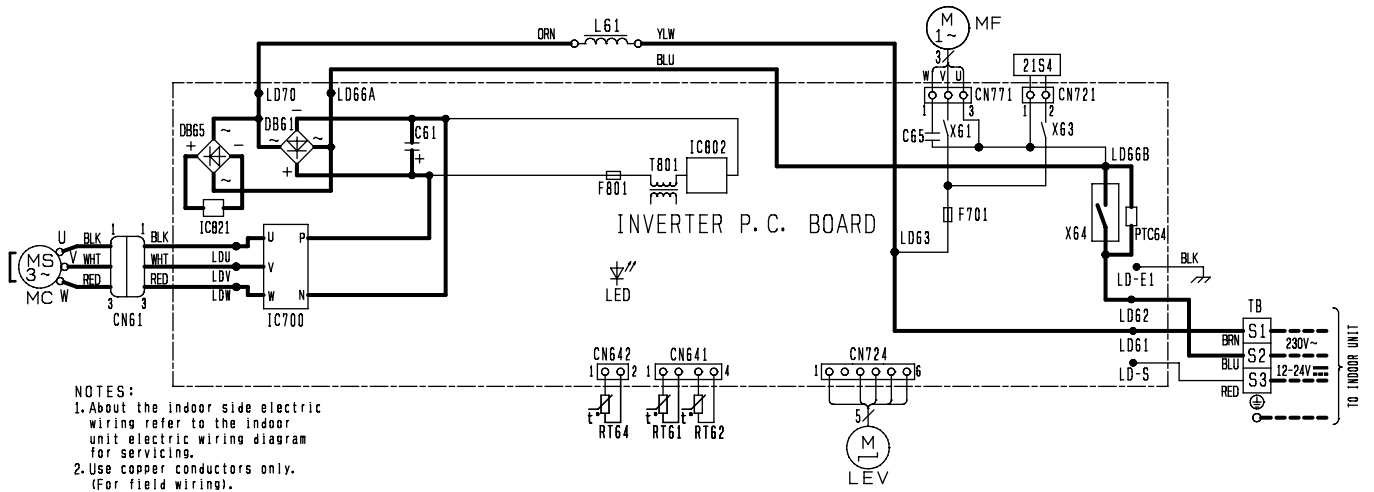 L61
ORN YLW
BLU
M
1~
MF
3
W V U
21S4
CN771
CN721
1 3
1 2
LD70
LD66A
DB65
DB61
~
−
+
−
~
~
~
+
C61
+
IC821
T801
IC802
F801
C65
X61
X63
LD66B
INVERTER P.C. BOARD
F701
LD63
X64
PTC64
BLK
LD-E1
U BLK 1 1 BLK
V WHT WHT
W RED 3 3 RED
MS
3~
MC
CN61
LDU
LDV
LDW
U P
V
W N
IC700
LED
LD62
LD61
LD-S
TB
BRN S1
230V~
BLU S2
12-24V
RED S3
TO INDOOR UNIT
CN642
1 2
CN641
1 4
CN724
1 6
t°
RT64
t°
RT61
t°
RT62
5
M
LEV
NOTES:
1. About the indoor side electric
wiring refer to the indoor
unit electric wiring diagram
for servicing.
2. Use copper conductors only.
(For field wiring).